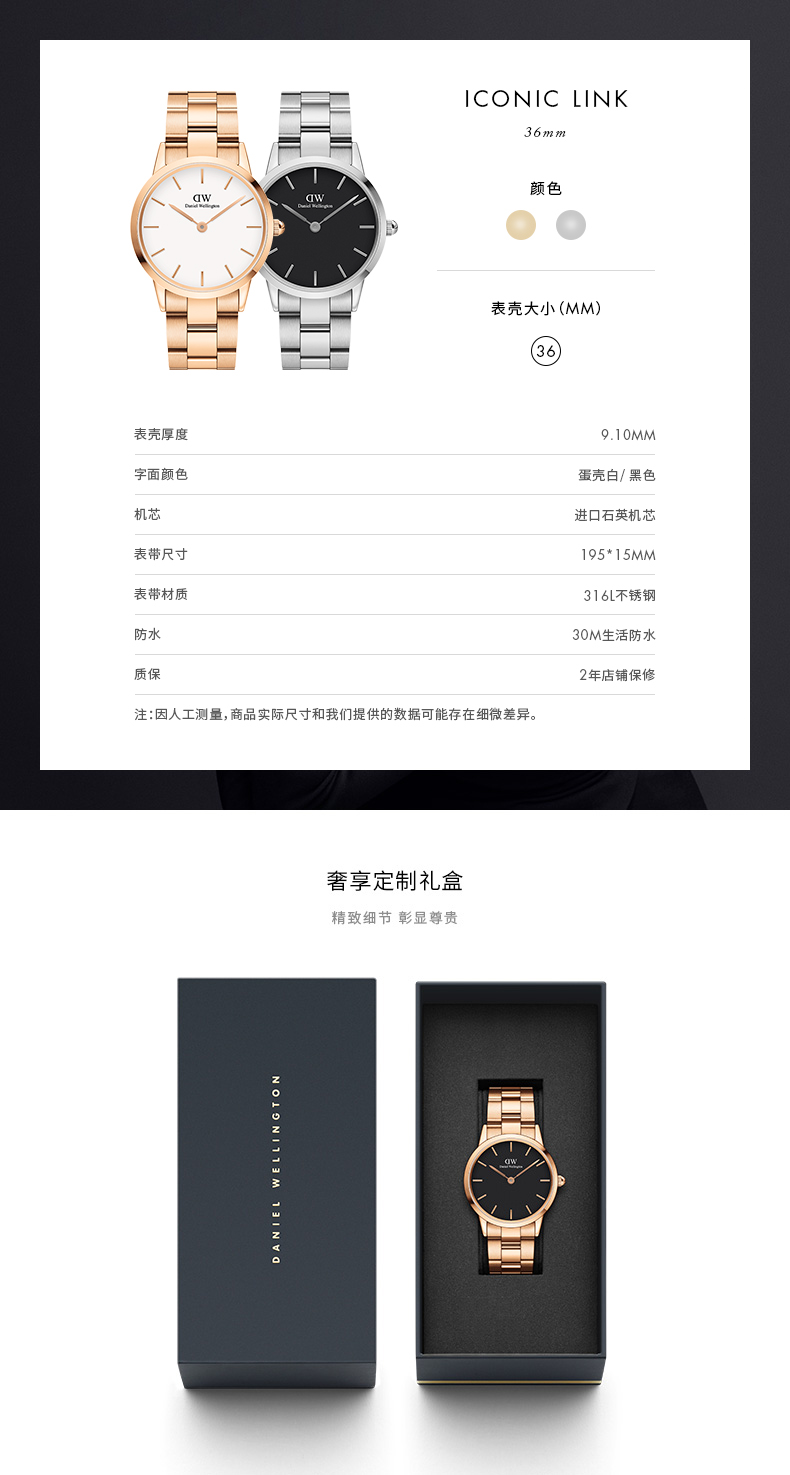 ICONIC LINK
36mm
颜色
表壳大小(MM)
36
DW
Daniel Wellington
DW
Daniel Wellington
表壳厚度 9.10MM
字面颜色 蛋壳白/ 黑色
机芯 进口石英机芯
表带尺寸 195*15MM
表带材质 316L不锈钢
防水 30M生活防水
质保 2年店铺保修
注:因人工测量,商品实际尺寸和我们提供的数据可能存在细微差异。
奢享定制礼盒
精致细节 彰显尊贵
DANIEL WELLINGTON
DW
Daniel Wellington